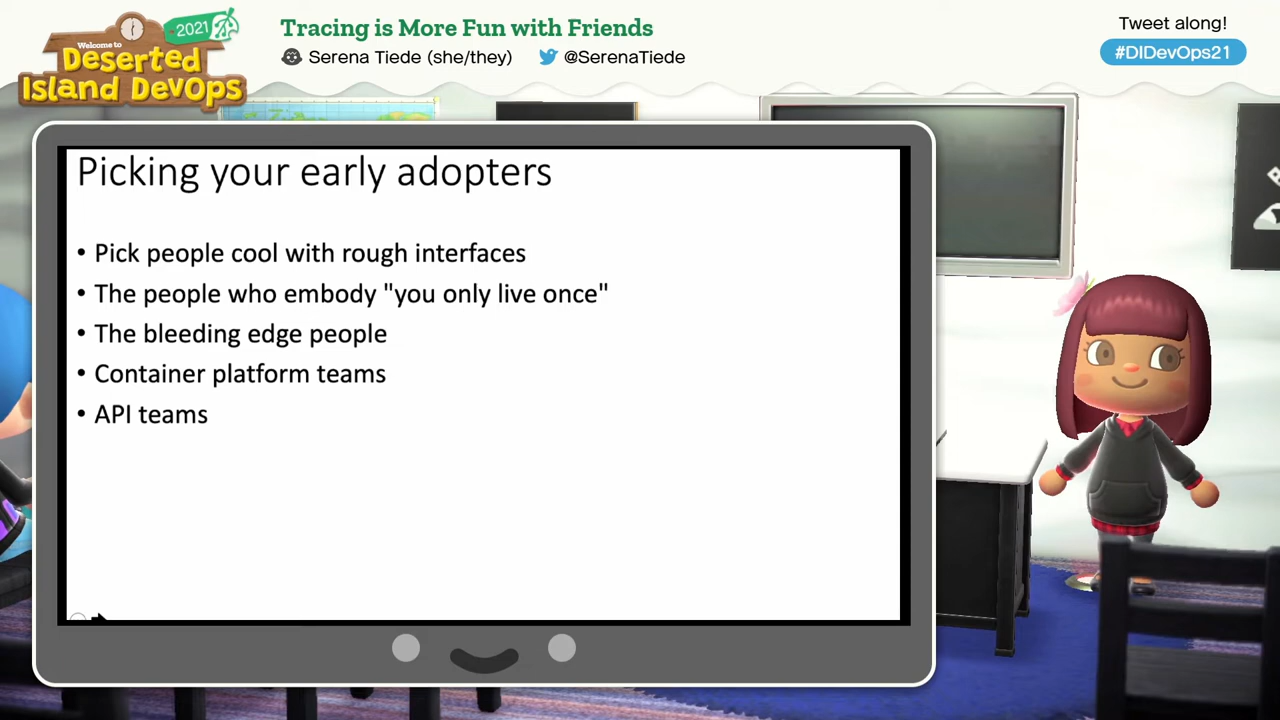 Welcome to
Deserted
Island DevOps
2021
Tracing is More Fun with Friends
Serena Tiede (she/they)
@SerenaTiede
Tweet along!
#DIDevOps21
Picking your early adopters
• Pick people cool with rough interfaces
• The people who embody "you only live once"
• The bleeding edge people
• Container platform teams
• API teams